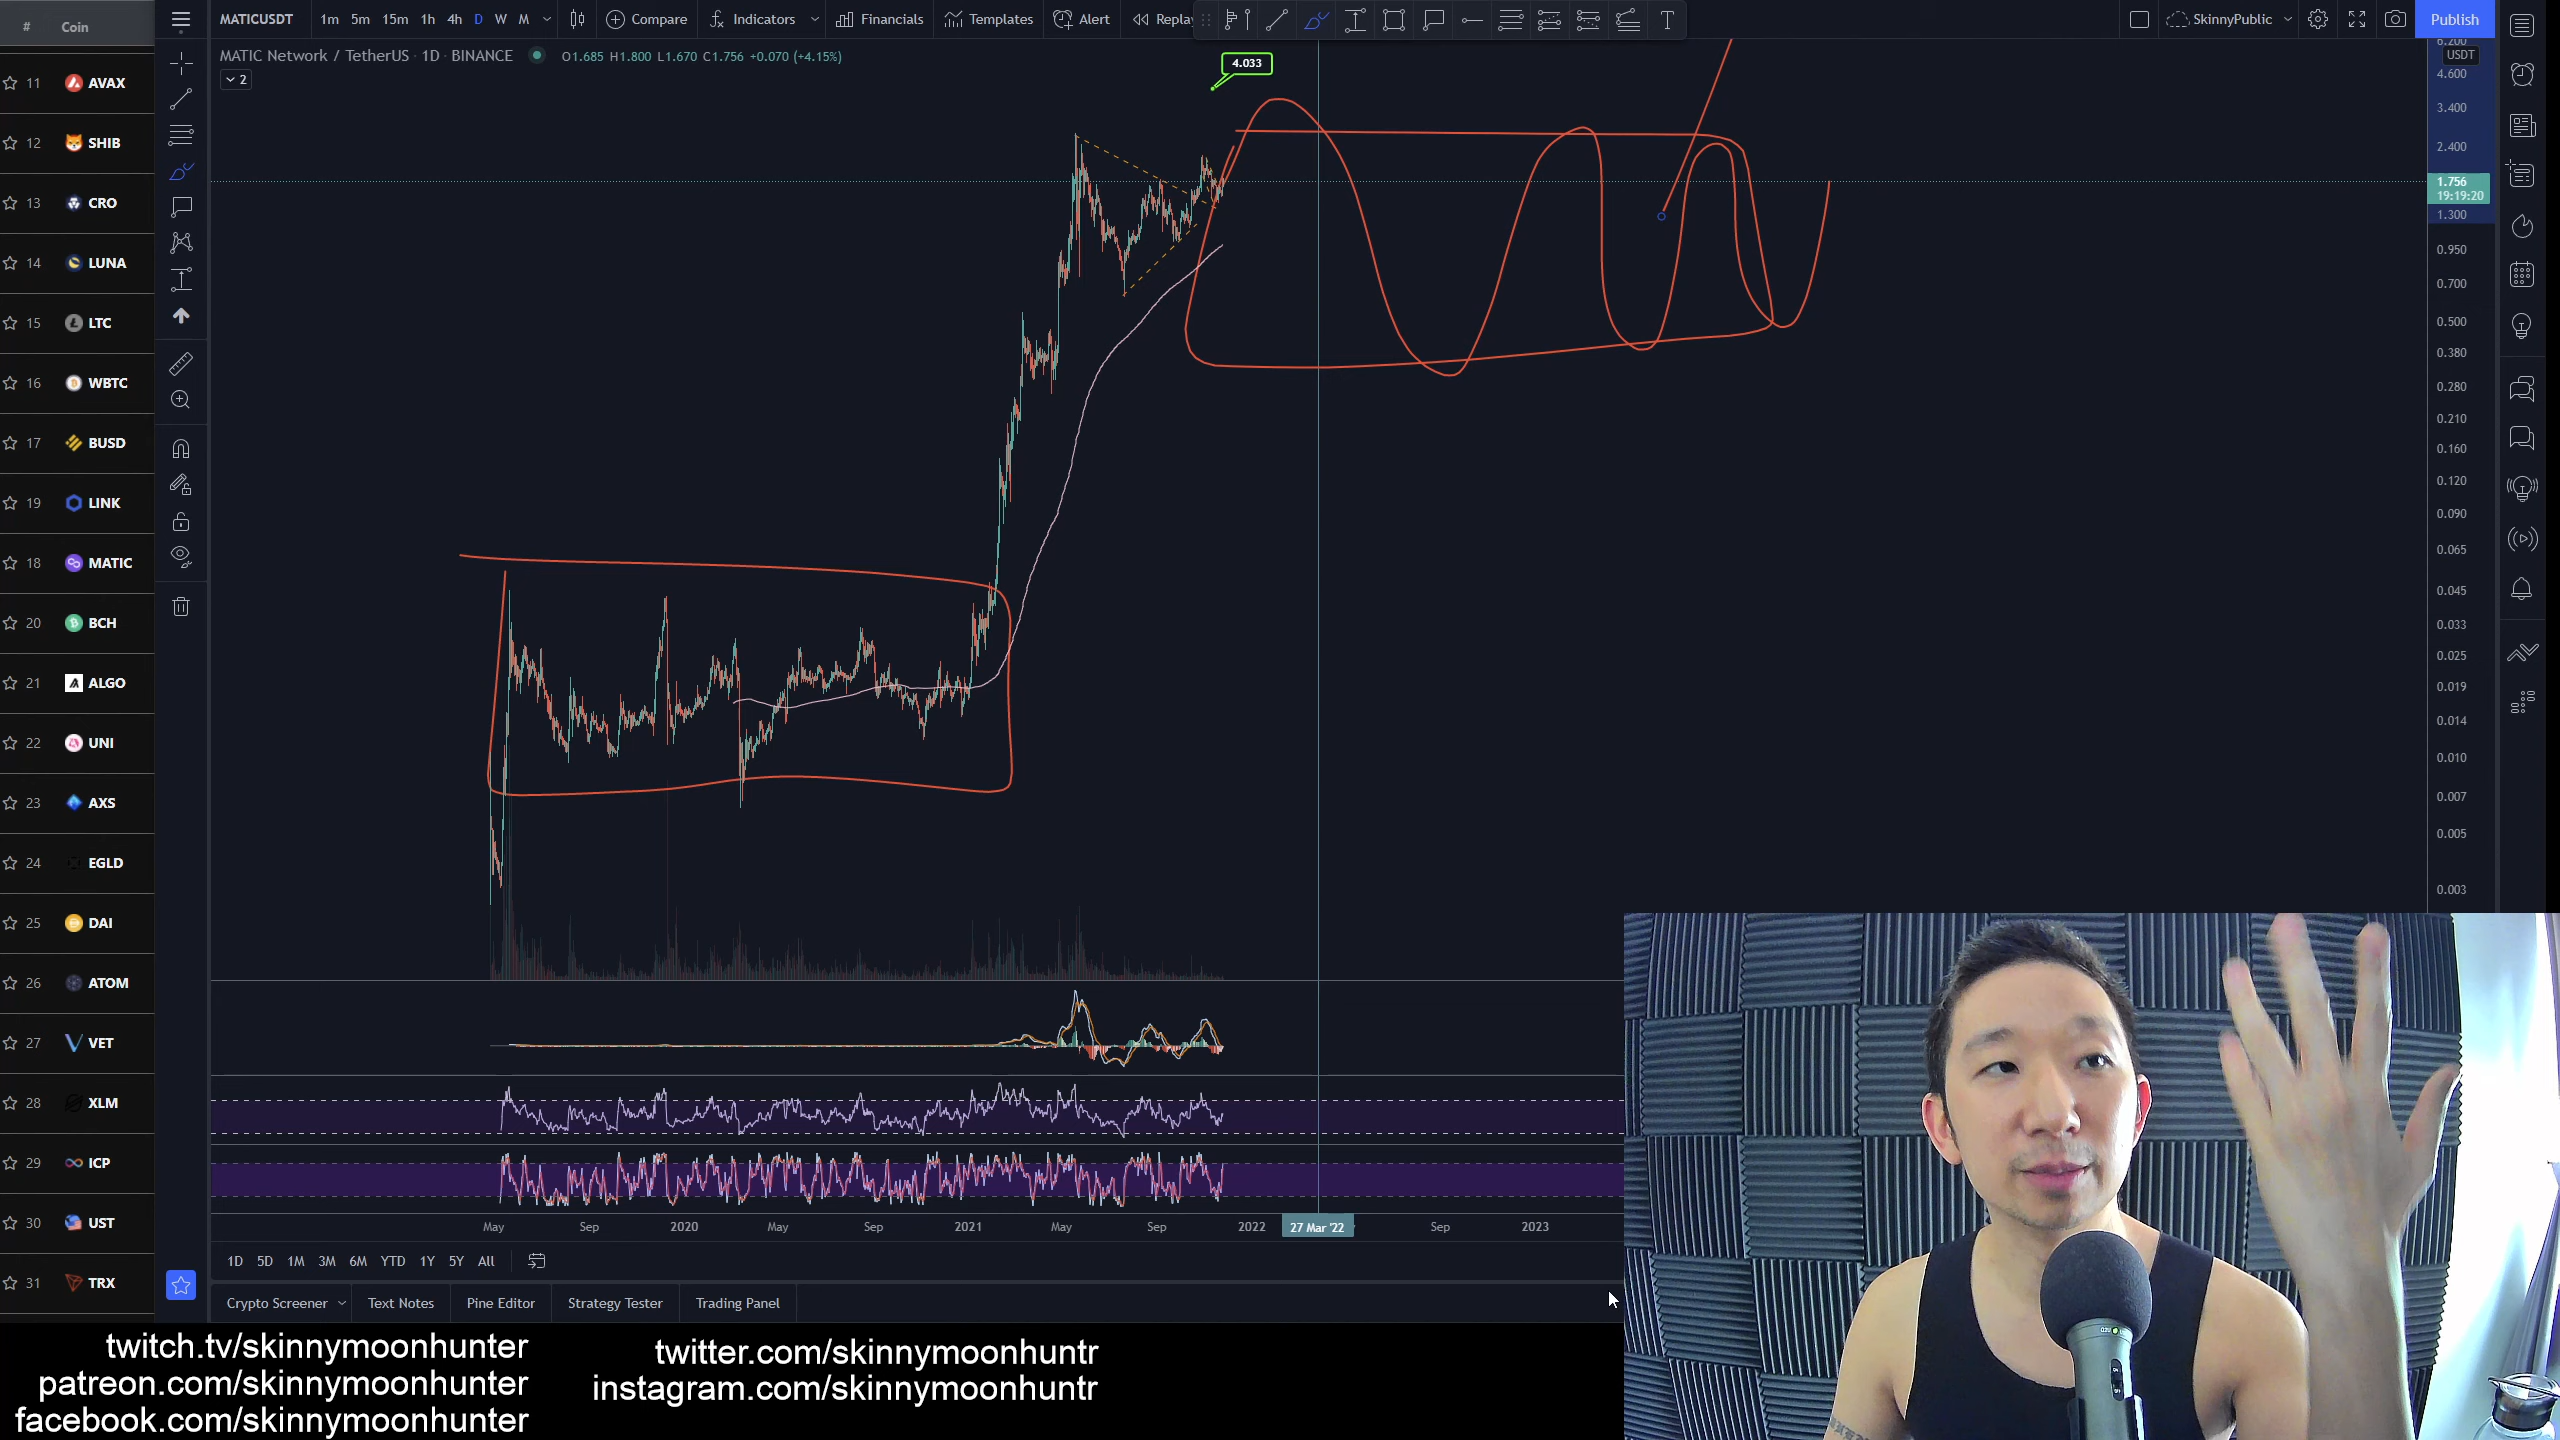 # Coin
11 AVAX
12 SHIB
13 CRO
14 LUNA
15 LTC
16 WBTC
17 BUSD
19 LINK
18 MATIC
20 BCH
21 ALGO
22 UNI
23 AXS
24 EGLD
25 DAI
26 ATOM
27 VET
28 XLM
29 ICP
30 UST
31 TRX
MATICUSDT 1m 5m 15m 1h 4h D W M Compare Indicators Financials Templates Alert Replay T SkinnyPublic Publish
MATIC Network / TetherUS · 1D · BINANCE O1.685 H1.800 L1.670 C1.756 +0.070 (+4.15%)
2
4.033
6.200
USDT
4.600
3.400
2.400
1.756
19:19:20
1.300
0.950
0.700
0.500
0.380
0.280
0.210
0.160
0.120
0.090
0.065
0.045
0.033
0.025
0.019
0.014
0.010
0.007
0.005
0.003
May Sep 2020 May Sep 2021 May Sep 2022 27 Mar '22 Sep 2023
1D 5D 1M 3M 6M YTD 1Y 5Y All
Crypto Screener Text Notes Pine Editor Strategy Tester Trading Panel
twitch.tv/skinnymoonhunter
patreon.com/skinnymoonhunter
facebook.com/skinnymoonhunter
twitter.com/skinnymoonhuntr
instagram.com/skinnymoonhuntr